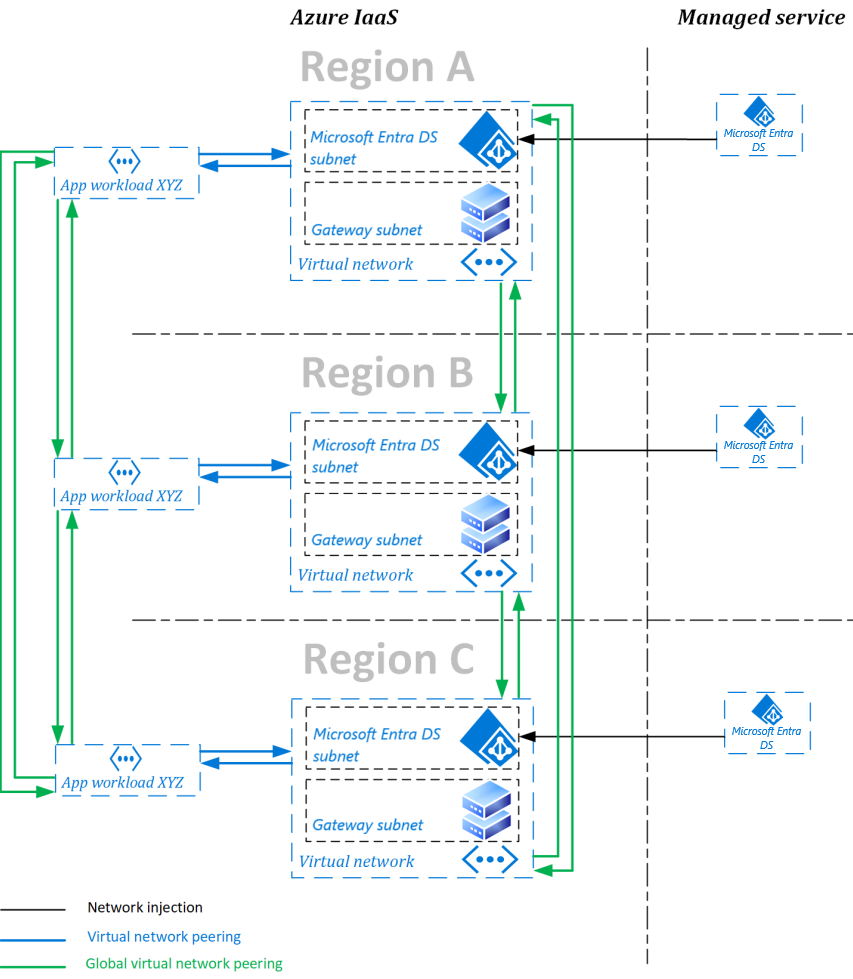 Azure IaaS
Managed service
Region A
Microsoft Entra DS
subnet
Gateway subnet
Virtual network
App workload XYZ
Microsoft Entra
DS
Region B
Microsoft Entra DS
subnet
Gateway subnet
Virtual network
App workload XYZ
Microsoft Entra
DS
Region C
Microsoft Entra DS
subnet
Gateway subnet
Virtual network
App workload XYZ
Microsoft Entra
DS
Network injection
Virtual network peering
Global virtual network peering